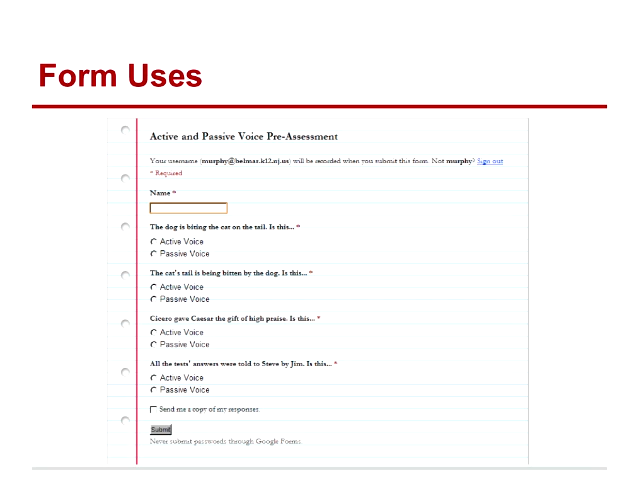 Form Uses
Active and Passive Voice Pre-Assessment
Your username (murphy@belmar.k12.nj.us) will be recorded when you submit this form. Not murphy? Sign out
* Required
Name *
The dog is biting the cat on the tail. Is this... *
Active Voice
Passive Voice
The cat's tail is being bitten by the dog. Is this... *
Active Voice
Passive Voice
Cicero gave Caesar the gift of high praise. Is this... *
Active Voice
Passive Voice
All the tests' answers were told to Steve by Jim. Is this... *
Active Voice
Passive Voice
Send me a copy of my responses.
Submit
Never submit passwords through Google Forms.